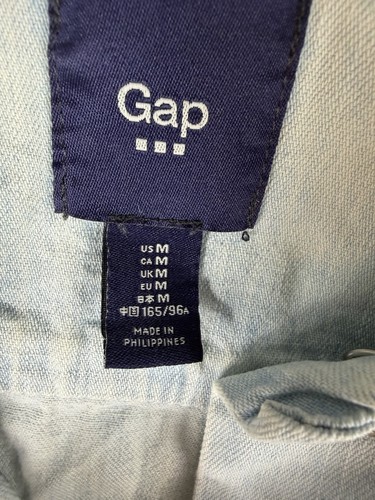 Gap
US M
CA M
UK M
EU M
日本 M
中国 165/96A
MADE IN
PHILIPPINES